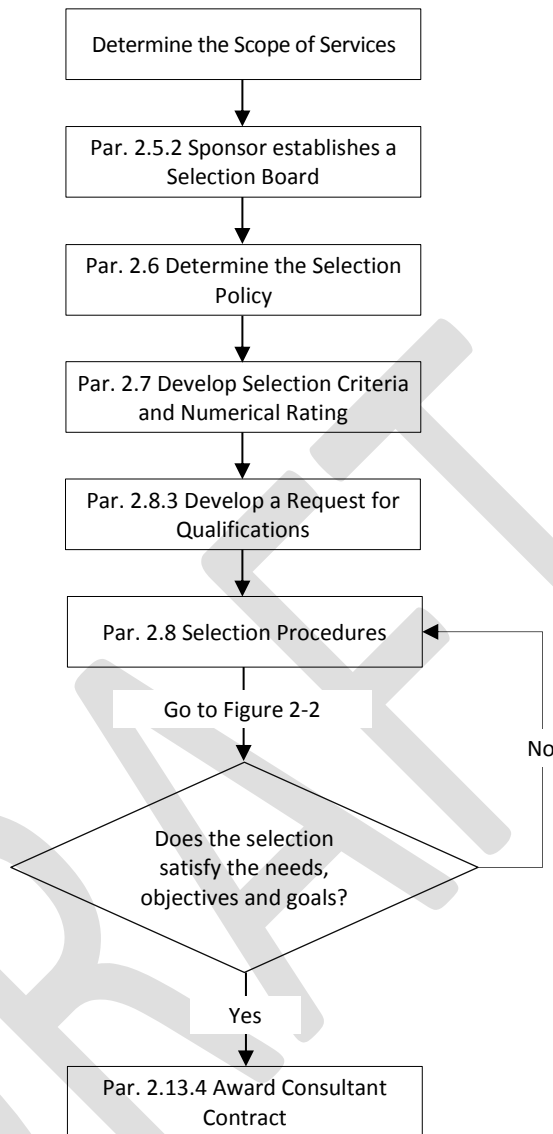 Determine the Scope of Services
Par. 2.5.2 Sponsor establishes a
Selection Board
Par. 2.6 Determine the Selection
Policy
Par. 2.7 Develop Selection Criteria
and Numerical Rating
Par. 2.8.3 Develop a Request for
Qualifications
Par. 2.8 Selection Procedures
Go to Figure 2-2
No
Does the selection
satisfy the needs,
objectives and goals?
Yes
Par. 2.13.4 Award Consultant
Contract
DRAFT